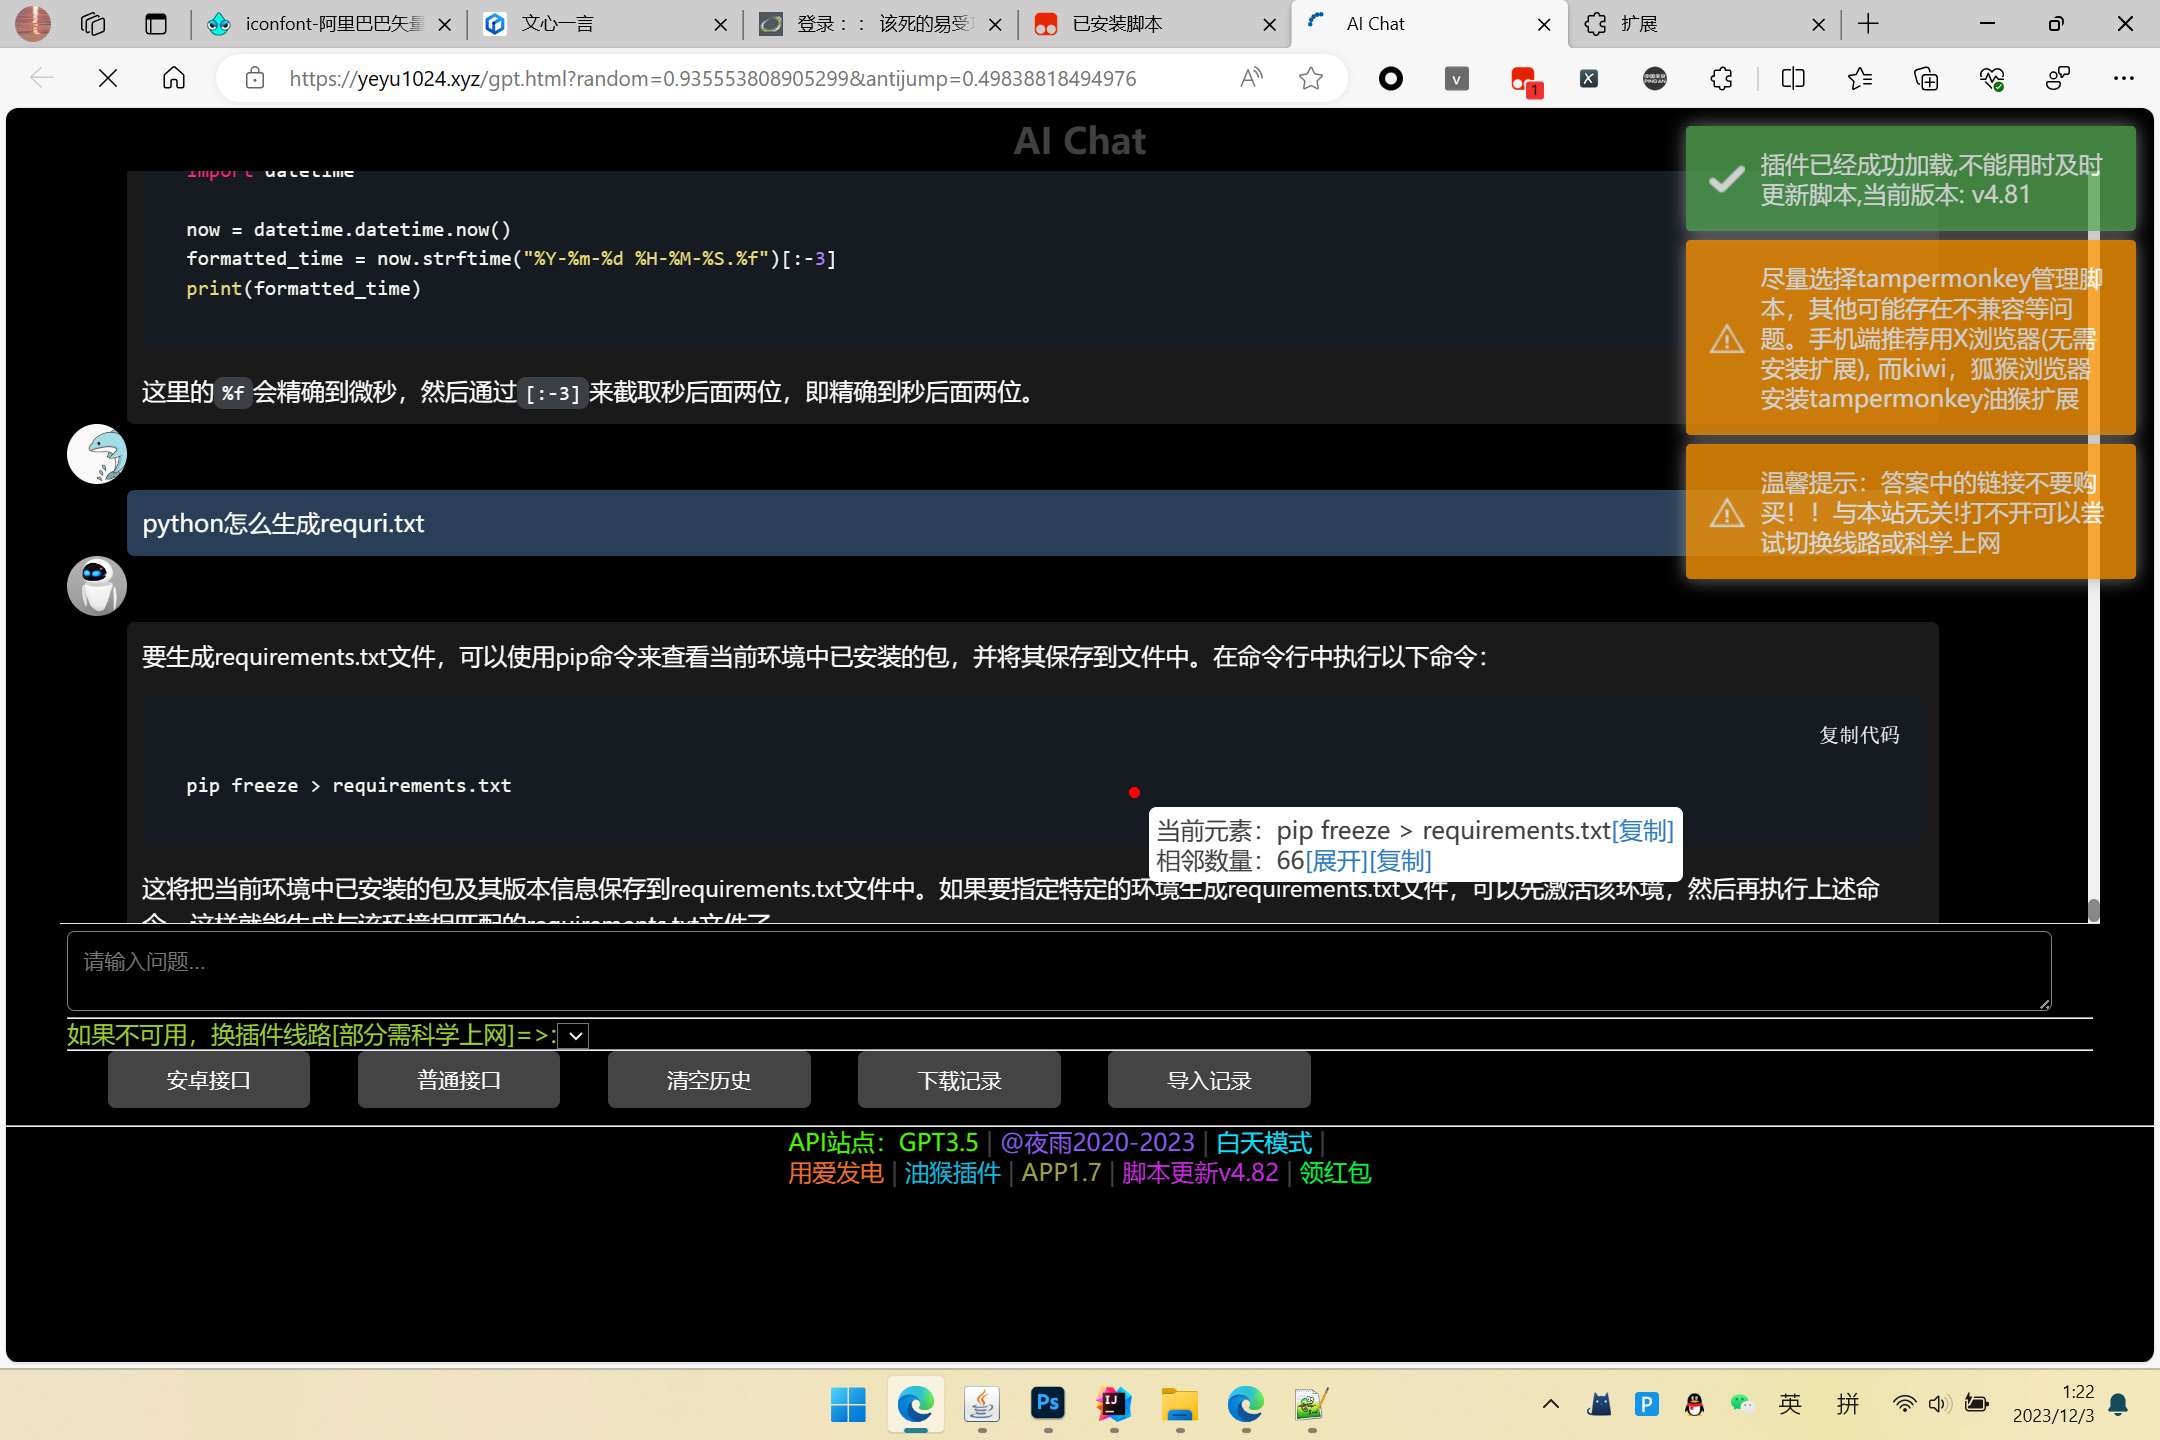 iconfont-阿里巴巴矢量
文心一言
登录：： 该死的易受
已安装脚本
AI Chat
扩展
https://yeyu1024.xyz/gpt.html?random=0.935553808905299&antijump=0.49838818494976
AI Chat
import datetime
now = datetime.datetime.now()
formatted_time = now.strftime("%Y-%m-%d %H-%M-%S.%f")[:-3]
print(formatted_time)
这里的 %f 会精确到微秒，然后通过 [:-3] 来截取秒后面两位，即精确到秒后面两位。
插件已经成功加载,不能用时及时
更新脚本,当前版本: v4.81
尽量选择tampermonkey管理脚
本，其他可能存在不兼容等问
题。手机端推荐用X浏览器(无需
安装扩展), 而kiwi，狐猴浏览器
安装tampermonkey油猴扩展
温馨提示：答案中的链接不要购
买！！与本站无关!打不开可以尝
试切换线路或科学上网
python怎么生成requri.txt
要生成requirements.txt文件，可以使用pip命令来查看当前环境中已安装的包，并将其保存到文件中。在命令行中执行以下命令：
复制代码
pip freeze > requirements.txt
当前元素：pip freeze > requirements.txt[复制]
相邻数量：66[展开][复制]
这将把当前环境中已安装的包及其版本信息保存到requirements.txt文件中。如果要指定特定的环境生成requirements.txt文件，可以先激活该环境，然后再执行上述命
令，这样就能生成与该环境相匹配的requirements.txt文件了
请输入问题...
如果不可用，换插件线路[部分需科学上网]=>:
安卓接口
普通接口
清空历史
下载记录
导入记录
API站点：GPT3.5 | @夜雨2020-2023 | 白天模式 |
用爱发电 | 油猴插件 | APP1.7 | 脚本更新v4.82 | 领红包
英
拼
1:22
2023/12/3